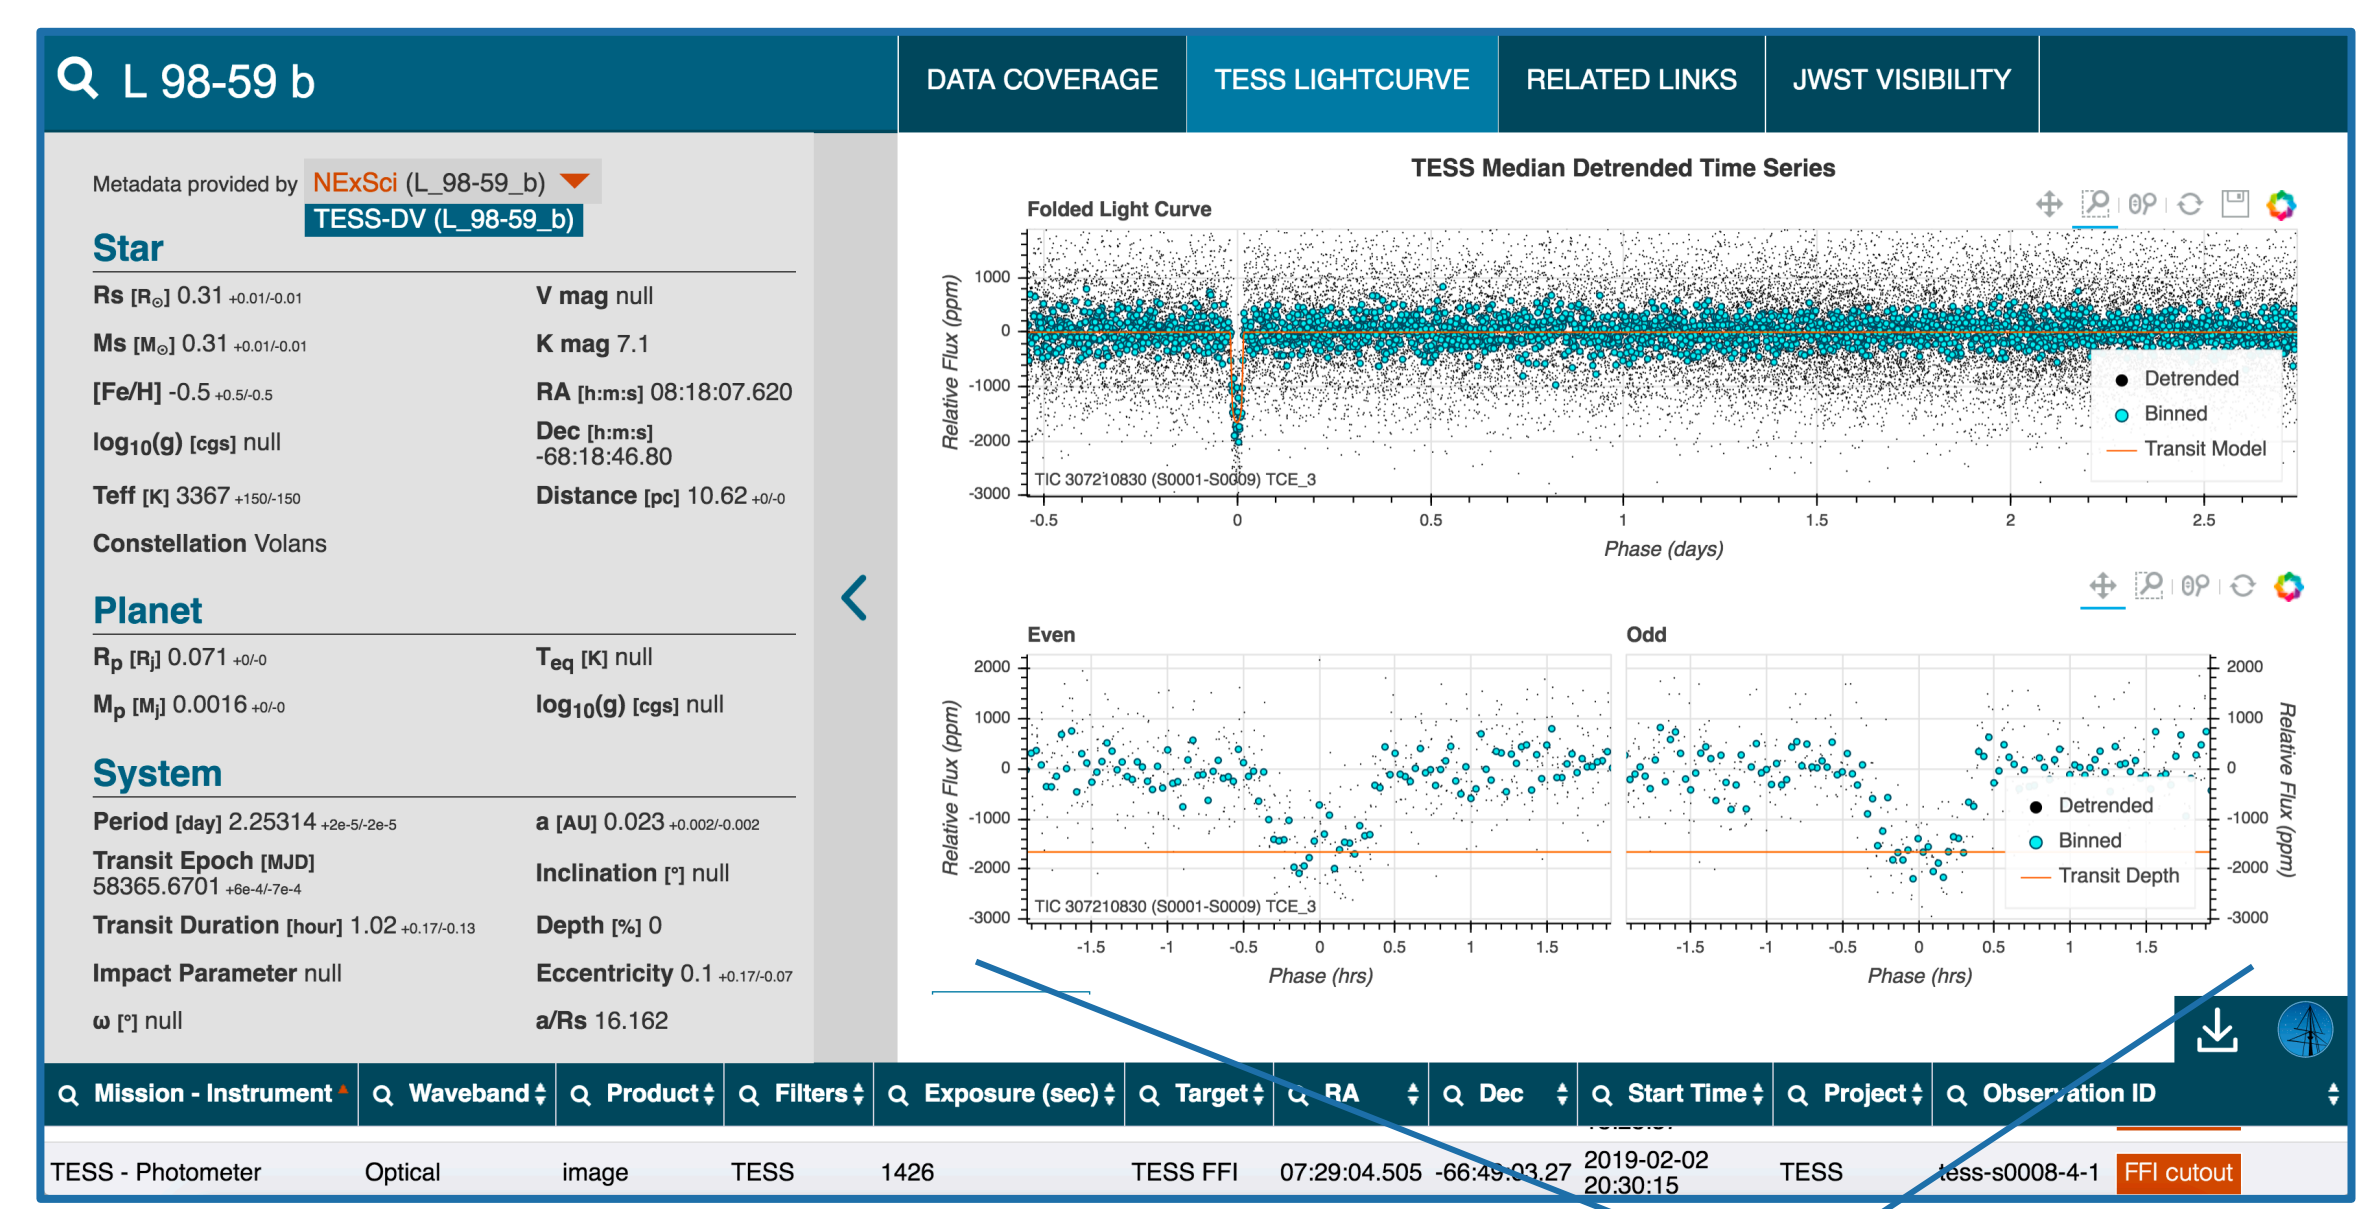 L 98-59 b
DATA COVERAGE
TESS LIGHTCURVE
RELATED LINKS
JWST VISIBILITY
Metadata provided by NExSci (L_98-59_b)
TESS-DV (L_98-59_b)
Star
Rs [R⊙] 0.31 +0.01/-0.01
V mag null
Ms [M⊙] 0.31 +0.01/-0.01
K mag 7.1
[Fe/H] -0.5 +0.5/-0.5
RA [h:m:s] 08:18:07.620
log10(g) [cgs] null
Dec [h:m:s]
-68:18:46.80
Teff [K] 3367 +150/-150
Distance [pc] 10.62 +0/-0
Constellation Volans
Planet
Rp [Rj] 0.071 +0/-0
Teq [K] null
Mp [Mj] 0.0016 +0/-0
log10(g) [cgs] null
System
Period [day] 2.25314 +2e-5/-2e-5
a [AU] 0.023 +0.002/-0.002
Transit Epoch [MJD]
58365.6701 +6e-4/-7e-4
Inclination [°] null
Transit Duration [hour] 1.02 +0.17/-0.13
Depth [%] 0
Impact Parameter null
Eccentricity 0.1 +0.17/-0.07
ω [°] null
a/Rs 16.162
TESS Median Detrended Time Series
Folded Light Curve
Relative Flux (ppm)
1000
0
-1000
-2000
-3000
Detrended
Binned
Transit Model
TIC 307210830 (S0001-S0009) TCE_3
-0.5 0 0.5 1 1.5 2 2.5
Phase (days)
Even
Relative Flux (ppm)
2000
1000
0
-1000
-2000
-3000
TIC 307210830 (S0001-S0009) TCE_3
-1.5 -1 -0.5 0 0.5 1 1.5
Phase (hrs)
Odd
2000
1000
0
-1000
-2000
-3000
Relative Flux (ppm)
Detrended
Binned
Transit Depth
-1.5 -1 -0.5 0 0.5 1 1.5
Phase (hrs)
Mission - Instrument Waveband Product Filters Exposure (sec) Target RA Dec Start Time Project Observation ID
TESS - Photometer Optical image TESS 1426 TESS FFI 07:29:04.505 -66:49:03.27 2019-02-02 20:30:15 TESS tess-s0008-4-1 FFI cutout